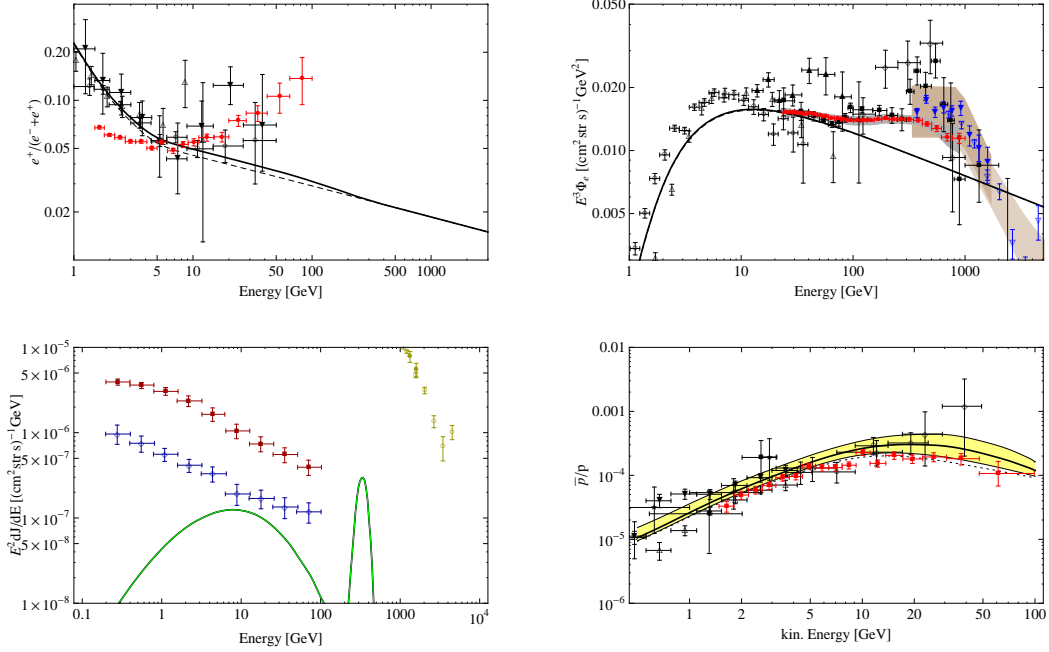 0.20
0.10
0.05
0.02
e⁺/(e⁻+e⁺)
1 5 10 50 100 500 1000
Energy [GeV]
0.050
0.020
0.010
0.005
E³Φₑ [(cm² str s)⁻¹GeV²]
1 10 100 1000
Energy [GeV]
1×10⁻⁵
5×10⁻⁶
1×10⁻⁶
5×10⁻⁷
1×10⁻⁷
5×10⁻⁸
1×10⁻⁸
E²dJ/dE [(cm² str s)⁻¹GeV]
0.1 1 10 100 1000 10⁴
Energy [GeV]
0.01
0.001
10⁻⁴
10⁻⁵
10⁻⁶
p̅/p
1 2 5 10 20 50 100
kin. Energy [GeV]